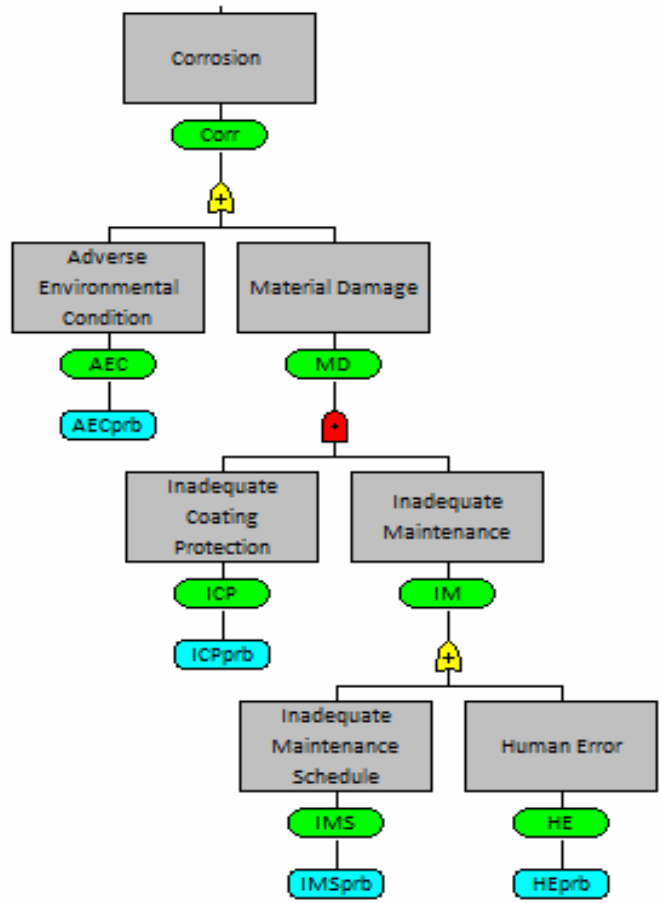 Corrosion
Corr
+
Adverse
Environmental
Condition
Material Damage
AEC
MD
AECprb
Inadequate
Coating
Protection
Inadequate
Maintenance
ICP
IM
ICPprb
+
Inadequate
Maintenance
Schedule
Human Error
IMS
HE
IMSprb
HEprb